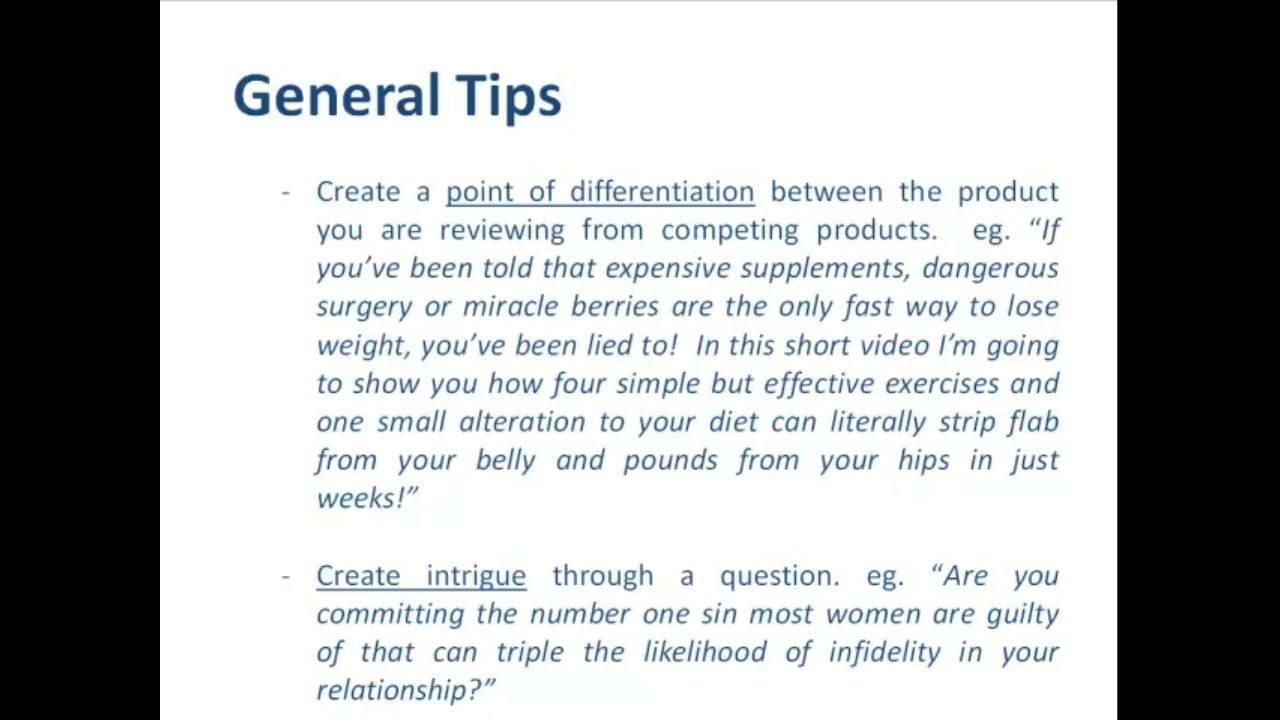 General Tips
- Create a point of differentiation between the product
you are reviewing from competing products. eg. “If
you’ve been told that expensive supplements, dangerous
surgery or miracle berries are the only fast way to lose
weight, you’ve been lied to! In this short video I’m going
to show you how four simple but effective exercises and
one small alteration to your diet can literally strip flab
from your belly and pounds from your hips in just
weeks!”
- Create intrigue through a question. eg. “Are you
committing the number one sin most women are guilty
of that can triple the likelihood of infidelity in your
relationship?”